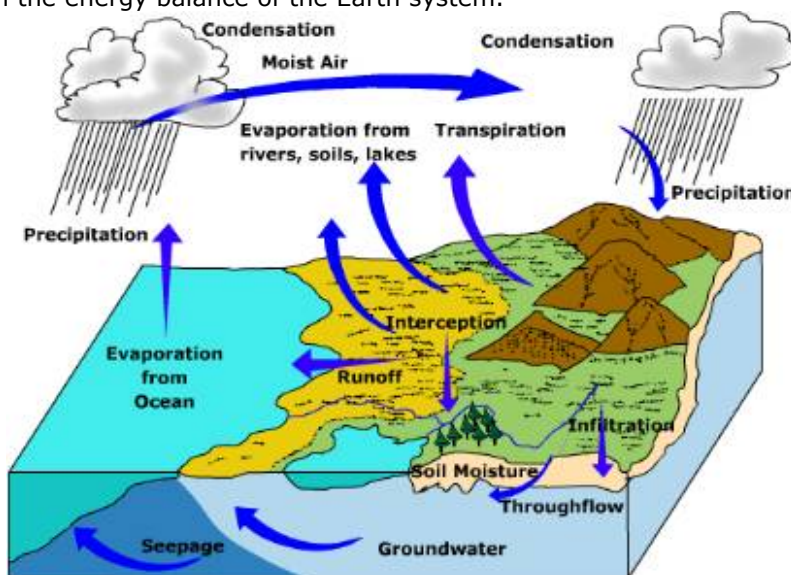 the energy balance of the Earth system.
Condensation
Condensation
Moist Air
Evaporation from
rivers, soils, lakes
Transpiration
Precipitation
Precipitation
Interception
Evaporation
from
Ocean
Runoff
Infiltration
Soil Moisture
Throughflow
Seepage
Groundwater